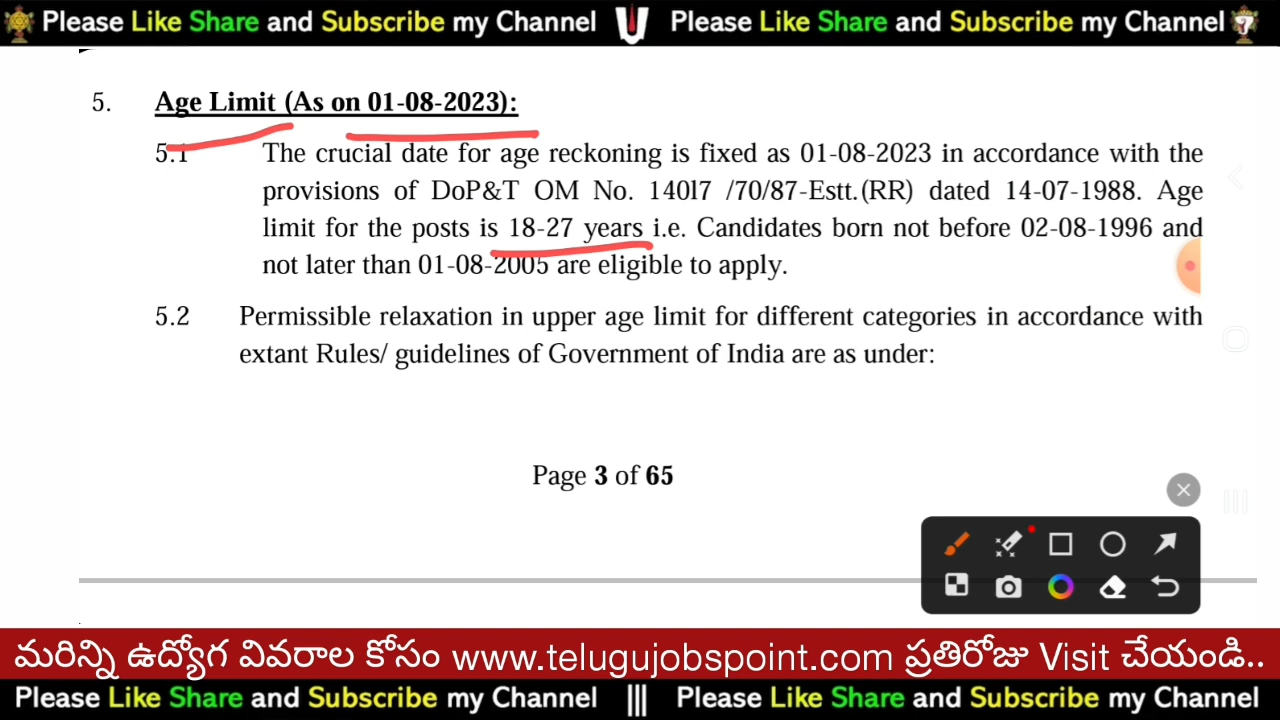 Please Like Share and Subscribe my Channel Please Like Share and Subscribe my Channel
5. Age Limit (As on 01-08-2023):
5.1 The crucial date for age reckoning is fixed as 01-08-2023 in accordance with the
provisions of DoP&T OM No. 140l7 /70/87-Estt.(RR) dated 14-07-1988. Age
limit for the posts is 18-27 years i.e. Candidates born not before 02-08-1996 and
not later than 01-08-2005 are eligible to apply.
5.2 Permissible relaxation in upper age limit for different categories in accordance with
extant Rules/ guidelines of Government of India are as under:
Page 3 of 65
మరిన్ని ఉద్యోగ వివరాల కోసం www.telugujobspoint.com ప్రతిరోజు Visit చేయండి..
Please Like Share and Subscribe my Channel ||| Please Like Share and Subscribe my Channel